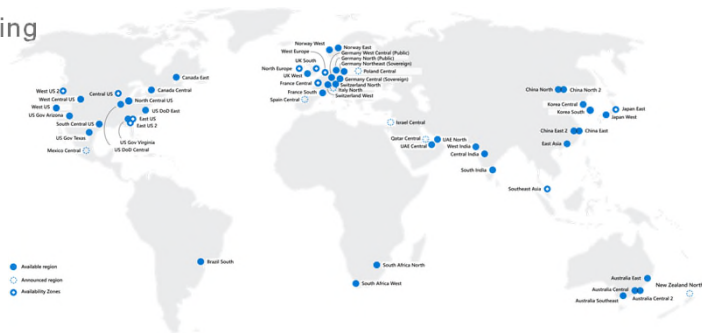 ing
Norway West
Norway East
West Europe
Germany West Central (Public)
Germany North (Public)
Germany Northeast (Sovereign)
UK South
North Europe
Poland Central
UK West
Germany Central (Sovereign)
France Central
Switzerland North
Italy North
France South
Switzerland West
Spain Central
Canada East
Canada Central
West US 2
Central US
West Central US
North Central US
West US
US DoD East
US Gov Arizona
East US
South Central US
East US 2
US Gov Texas
US Gov Virginia
Mexico Central
US DoD Central
Israel Central
Qatar Central
UAE North
UAE Central
West India
Central India
South India
China North
China North 2
Korea Central
Korea South
Japan East
Japan West
China East 2
China East
East Asia
Southeast Asia
Brazil South
South Africa North
South Africa West
Australia East
Australia Central
New Zealand North
Australia Southeast
Australia Central 2
Available region
Announced region
Availability Zones